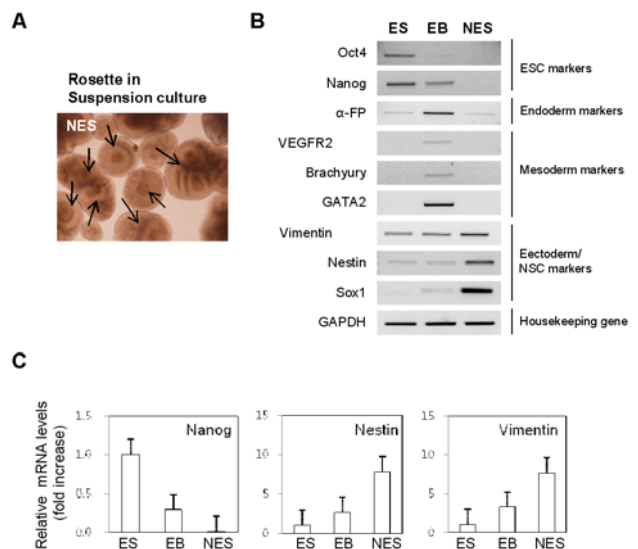 A
Rosette in
Suspension culture
NES
B
ES EB NES
Oct4
Nanog
ESC markers
α-FP
Endoderm markers
VEGFR2
Brachyury
GATA2
Mesoderm markers
Vimentin
Nestin
Sox1
Eectoderm/
NSC markers
GAPDH
Housekeeping gene
C
Relative mRNA levels
(fold increase)
1.5
1.0
0.5
0.0
Nanog
ES EB NES
15
10
5
0
Nestin
ES EB NES
15
10
5
0
Vimentin
ES EB NES